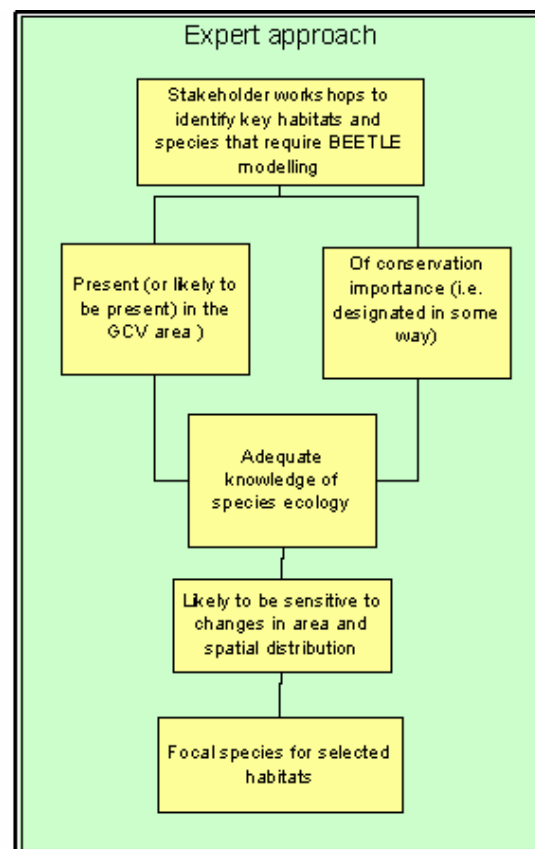 Expert approach
Stakeholder workshops to
identify key habitats and
species that require BEETLE
modelling
Present (or likely to
be present) in the
GCV area )
Of conservation
importance (i.e.
designated in some
way)
Adequate
knowledge of
species ecology
Likely to be sensitive to
changes in area and
spatial distribution
Focal species for selected
habitats